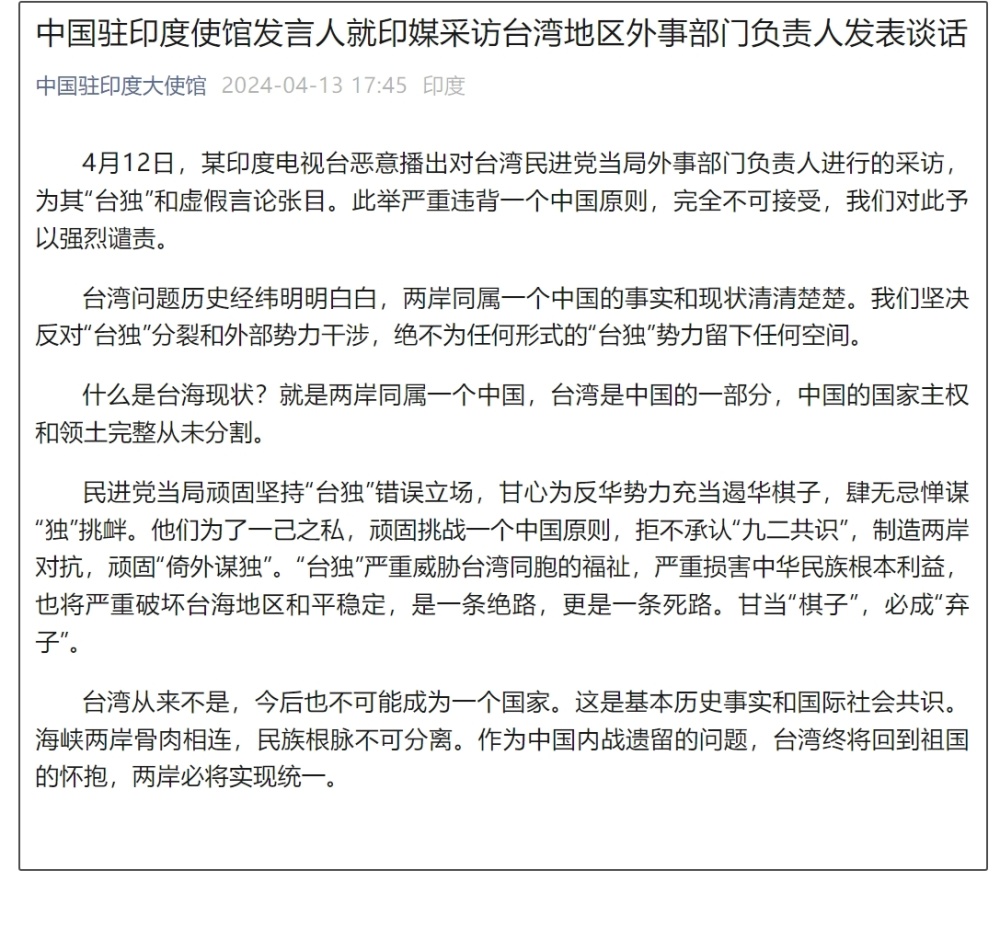 中国驻印度使馆发言人就印媒采访台湾地区外事部门负责人发表谈话
中国驻印度大使馆 2024-04-13 17:45 印度
4月12日，某印度电视台恶意播出对台湾民进党当局外事部门负责人进行的采访，
为其“台独”和虚假言论张目。此举严重违背一个中国原则，完全不可接受，我们对此予
以强烈谴责。
台湾问题历史经纬明明白白，两岸同属一个中国的事实和现状清清楚楚。我们坚决
反对“台独”分裂和外部势力干涉，绝不为任何形式的“台独”势力留下任何空间。
什么是台海现状？就是两岸同属一个中国，台湾是中国的一部分，中国的国家主权
和领土完整从未分割。
民进党当局顽固坚持“台独”错误立场，甘心为反华势力充当遏华棋子，肆无忌惮谋
“独”挑衅。他们为了一己之私，顽固挑战一个中国原则，拒不承认“九二共识”，制造两岸
对抗，顽固“倚外谋独”。“台独”严重威胁台湾同胞的福祉，严重损害中华民族根本利益，
也将严重破坏台海地区和平稳定，是一条绝路，更是一条死路。甘当“棋子”，必成“弃
子”。
台湾从来不是，今后也不可能成为一个国家。这是基本历史事实和国际社会共识。
海峡两岸骨肉相连，民族根脉不可分离。作为中国内战遗留的问题，台湾终将回到祖国
的怀抱，两岸必将实现统一。